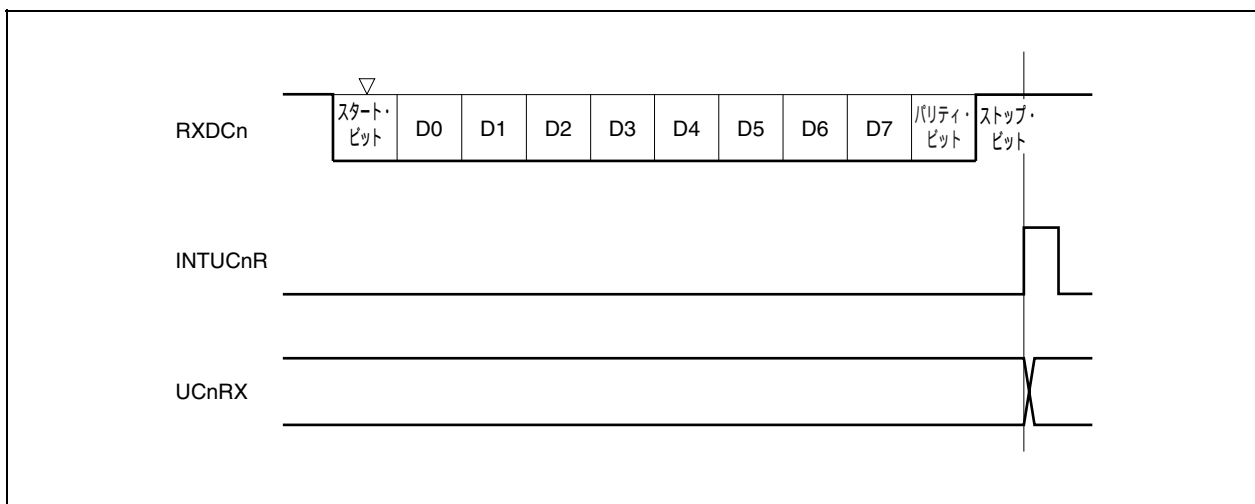 RXDCn
スタート・
ビット
D0
D1
D2
D3
D4
D5
D6
D7
パリティ・
ビット
ストップ・
ビット
INTUCnR
UCnRX